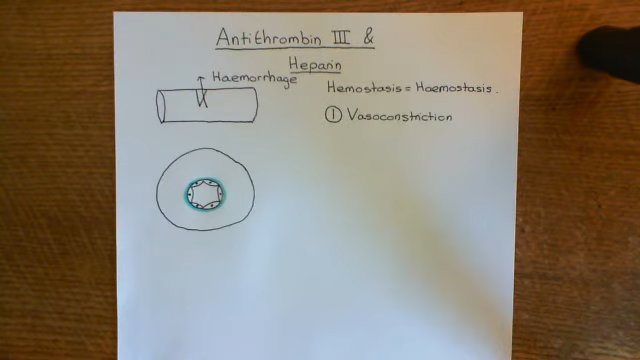 Antithrombin III &
Heparin
Haemorrhage
Hemostasis = Haemostasis.
① Vasoconstriction